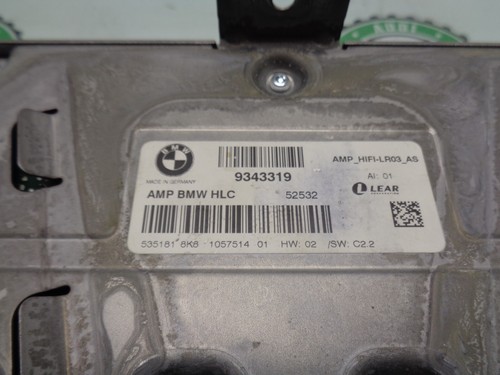 BMW
9343319
AMP_HIFI-LR03_AS
MADE IN GERMANY
AI: 01
AMP BMW HLC
52532
LEAR
535181 8K6 1057514 01 HW: 02 /SW: C2.2